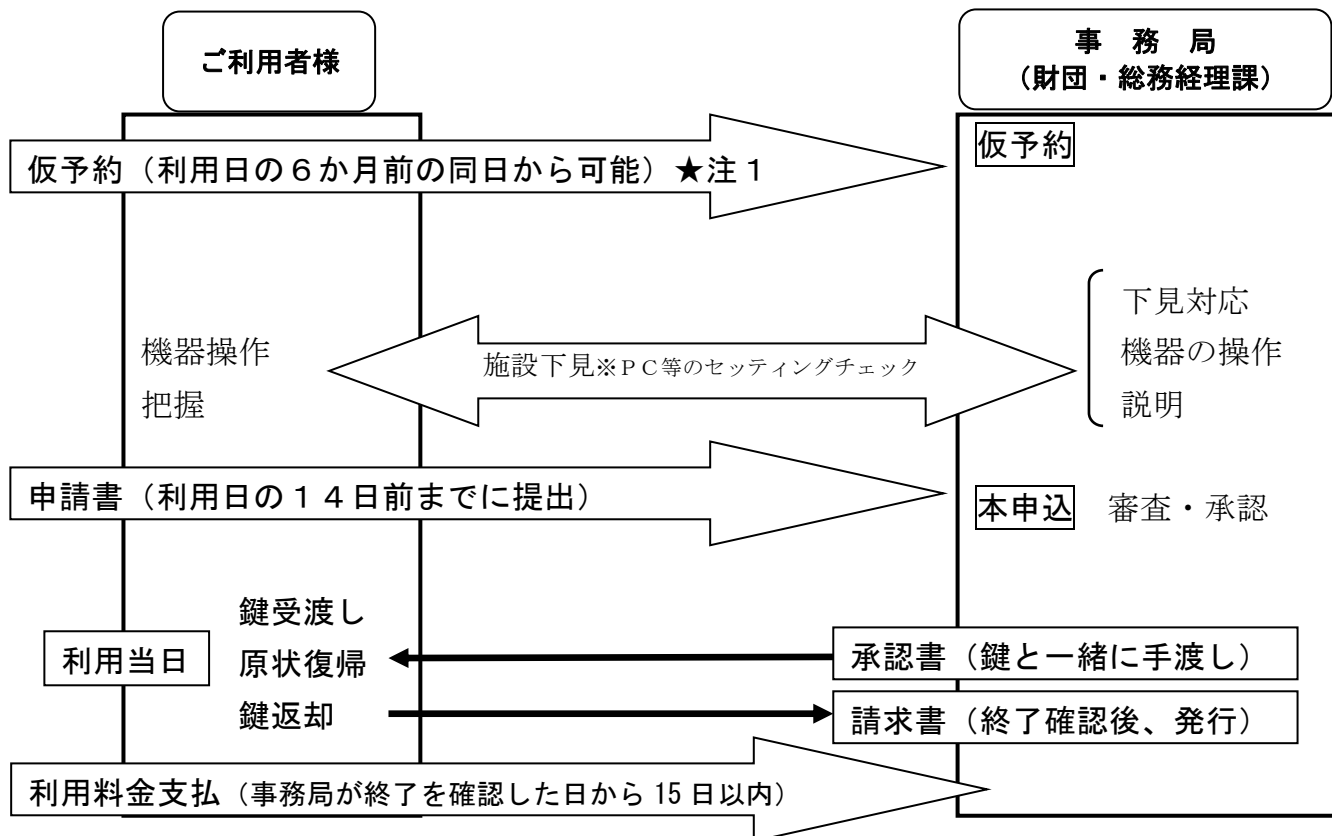 ご利用者様
事　務　局
（財団・総務経理課）
仮予約（利用日の６か月前の同日から可能）★注１
仮予約
機器操作
把握
施設下見※ＰＣ等のセッティングチェック
下見対応
機器の操作
説明
申請書（利用日の１４日前までに提出）
本申込　審査・承認
利用当日
鍵受渡し
原状復帰
鍵返却
承認書（鍵と一緒に手渡し）
請求書（終了確認後、発行）
利用料金支払（事務局が終了を確認した日から 15 日以内）